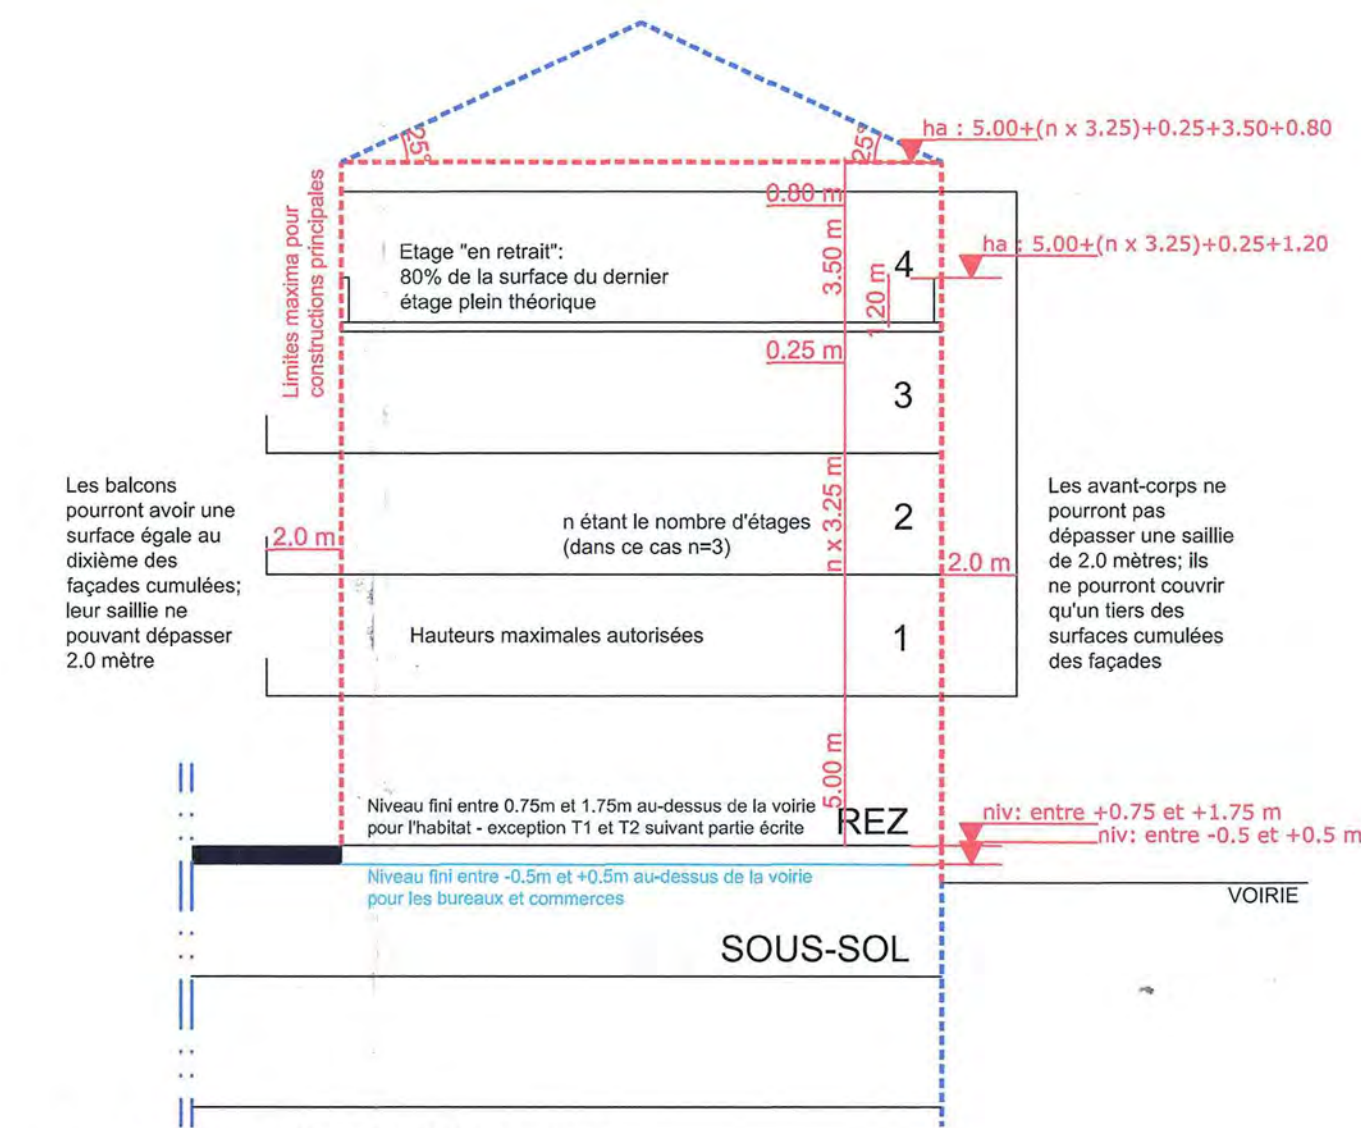 25°
25°
ha : 5.00+(n x 3.25)+0.25+3.50+0.80
Limites maxima pour
constructions principales
0.80 m
Etage "en retrait":
80% de la surface du dernier
étage plein théorique
3.50 m
4
1.20 m
ha : 5.00+(n x 3.25)+0.25+1.20
0.25 m
3
Les balcons
pourront avoir une
surface égale au
dixième des
façades cumulées;
leur saillie ne
pouvant dépasser
2.0 mètre
2.0 m
n étant le nombre d'étages
(dans ce cas n=3)
n x 3.25 m
2
2.0 m
Les avant-corps ne
pourront pas
dépasser une saillie
de 2.0 mètres; ils
ne pourront couvrir
qu'un tiers des
surfaces cumulées
des façades
Hauteurs maximales autorisées
1
5.00 m
Niveau fini entre 0.75m et 1.75m au-dessus de la voirie
pour l'habitat - exception T1 et T2 suivant partie écrite
REZ
niv: entre +0.75 et +1.75 m
niv: entre -0.5 et +0.5 m
Niveau fini entre -0.5m et +0.5m au-dessus de la voirie
pour les bureaux et commerces
VOIRIE
SOUS-SOL